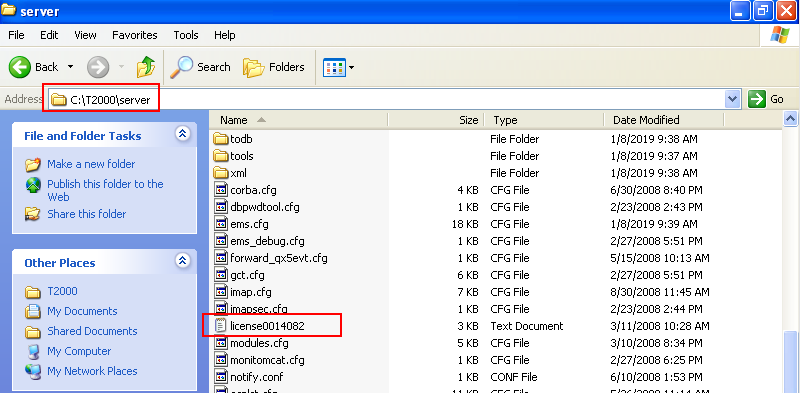 server
File Edit View Favorites Tools Help
Back Search Folders
Address C:\T2000\server Go
File and Folder Tasks
Make a new folder
Publish this folder to the
Web
Share this folder
Other Places
T2000
My Documents
Shared Documents
My Computer
My Network Places
Name Size Type Date Modified
todb File Folder 1/8/2019 9:38 AM
tools File Folder 1/8/2019 9:37 AM
xml File Folder 1/8/2019 9:38 AM
corba.cfg 4 KB CFG File 6/30/2008 8:40 PM
dbpwdtool.cfg 1 KB CFG File 2/23/2008 2:43 PM
ems.cfg 18 KB CFG File 1/8/2019 9:39 AM
ems_debug.cfg 1 KB CFG File 2/27/2008 5:51 PM
forward_qx5evt.cfg 1 KB CFG File 5/15/2008 10:13 AM
gct.cfg 6 KB CFG File 2/27/2008 5:51 PM
imap.cfg 7 KB CFG File 8/30/2008 11:45 AM
imapsec.cfg 1 KB CFG File 2/23/2008 2:44 PM
license0014082 3 KB Text Document 3/11/2008 10:28 AM
modules.cfg 5 KB CFG File 3/10/2008 8:34 PM
monitomcat.cfg 1 KB CFG File 2/27/2008 6:25 PM
notify.conf 1 KB CONF File 6/10/2008 1:53 PM